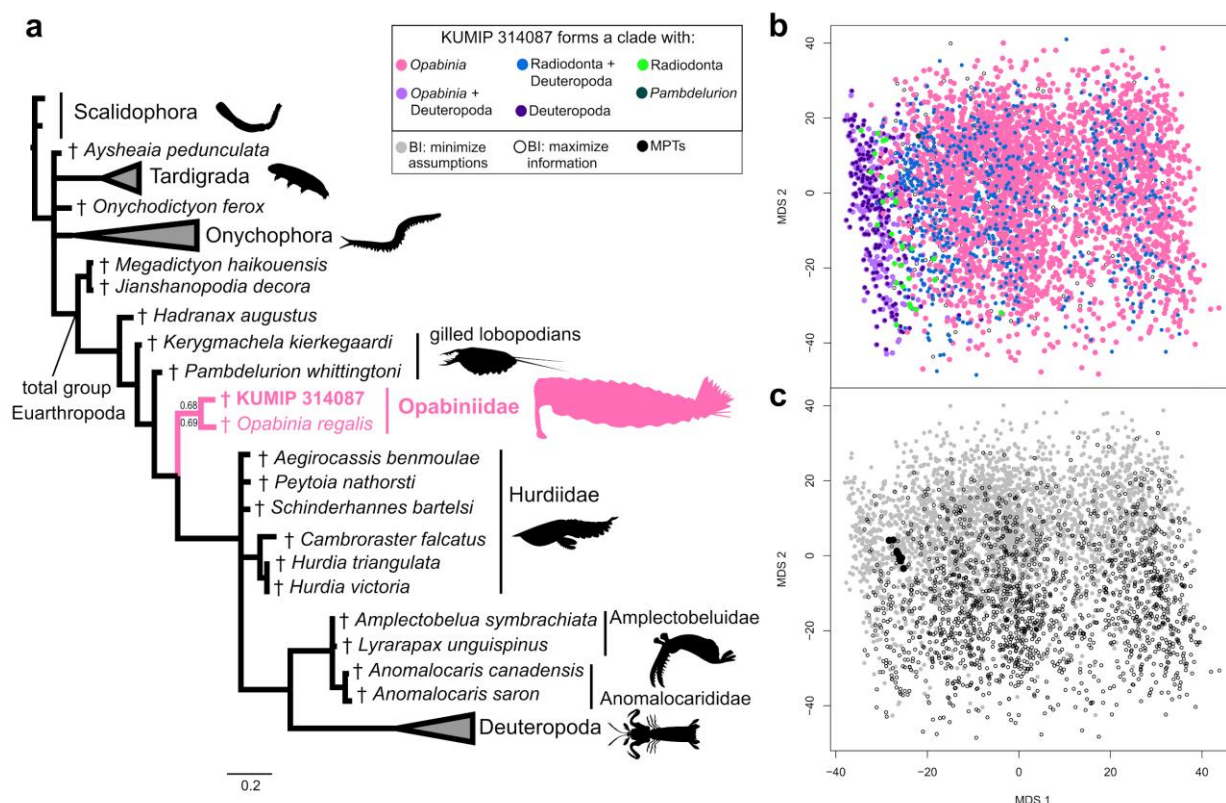 a
Scalidophora
† Aysheaia pedunculata
Tardigrada
† Onychodictyon ferox
Onychophora
† Megadictyon haikouensis
† Jianshanopodia decora
† Hadranax augustus
† Kerygmachela kierkegaardi
gilled lobopodians
† Pambdelurion whittingtoni
total group
Euarthropoda
0.68
† KUMIP 314087
0.69
† Opabinia regalis
Opabiniidae
† Aegirocassis benmoulae
† Peytoia nathorsti
† Schinderhannes bartelsi
Hurdiidae
† Cambroraster falcatus
† Hurdia triangulata
† Hurdia victoria
† Amplectobelua symbrachiata
† Lyrarapax unguispinus
Amplectobeluidae
† Anomalocaris canadensis
† Anomalocaris saron
Anomalocarididae
Deuteropoda
0.2
KUMIP 314087 forms a clade with:
Opabinia
Radiodonta +
Deuteropoda
Radiodonta
Opabinia +
Deuteropoda
Deuteropoda
Pambdelurion
BI: minimize
assumptions
BI: maximize
information
MPTs
b
MDS 2
40
20
0
−20
−40
c
MDS 2
40
20
0
−20
−40
−40
−20
0
20
40
MDS 1